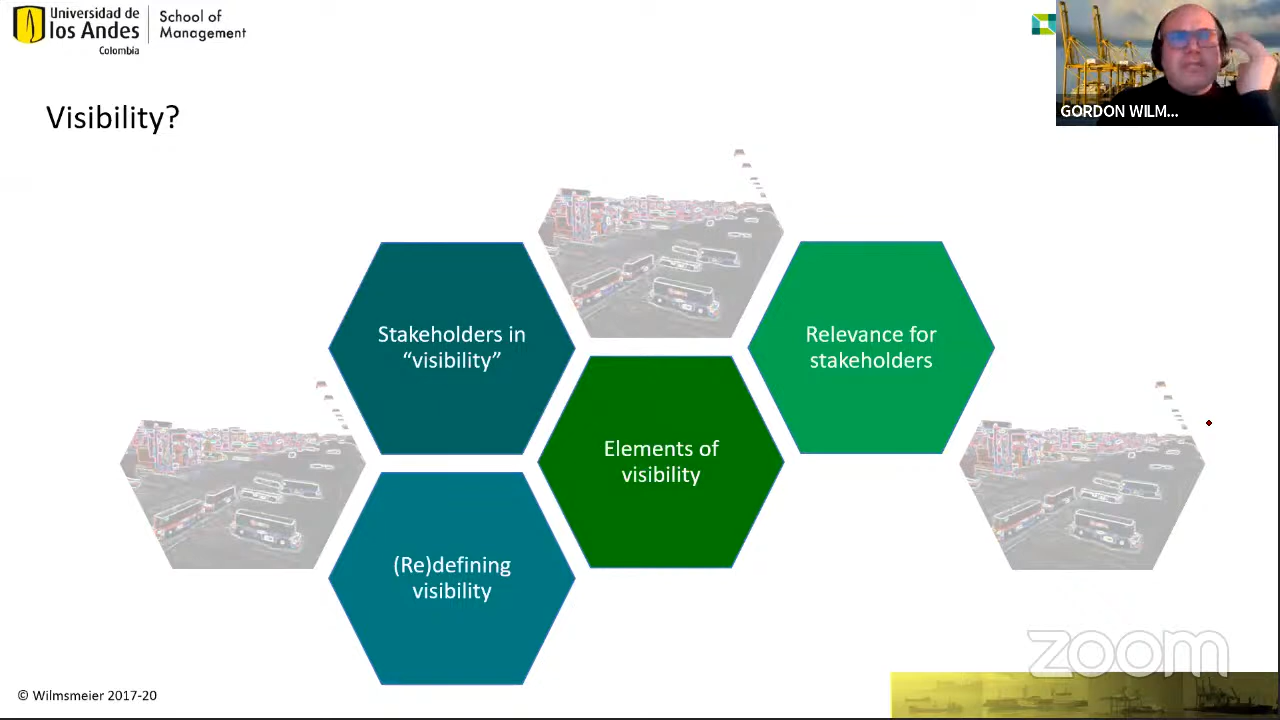 Universidad de
los Andes
Colombia
School of
Management
GORDON WILM...
Visibility?
Stakeholders in
“visibility”
Relevance for
stakeholders
Elements of
visibility
(Re)defining
visibility
zoom
© Wilmsmeier 2017-20